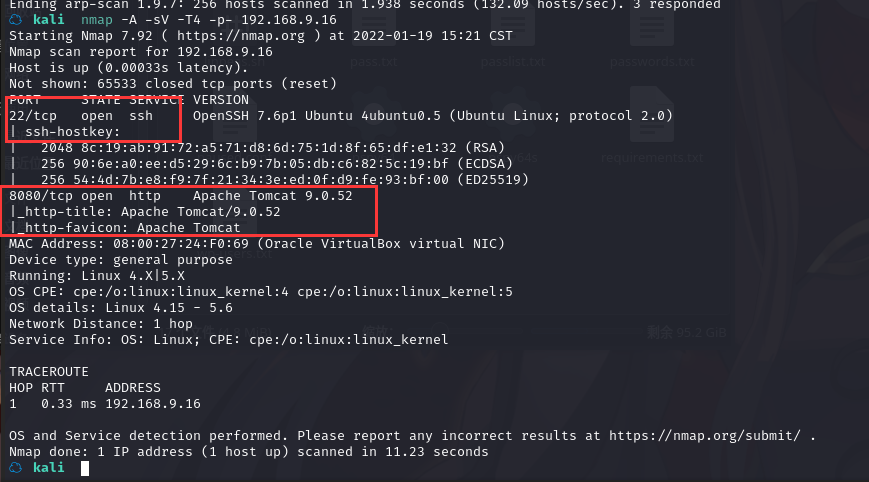 Ending arp-scan 1.9.7: 256 hosts scanned in 1.938 seconds (132.09 hosts/sec). 3 responded
kali nmap -A -sV -T4 -p- 192.168.9.16
Starting Nmap 7.92 ( https://nmap.org ) at 2022-01-19 15:21 CST
Nmap scan report for 192.168.9.16
Host is up (0.00033s latency).
pass.txt passlist.txt passwords.txt
Not shown: 65533 closed tcp ports (reset)
PORT STATE SERVICE VERSION
22/tcp open ssh OpenSSH 7.6p1 Ubuntu 4ubuntu0.5 (Ubuntu Linux; protocol 2.0)
| ssh-hostkey:
| 2048 8c:19:ab:91:72:a5:71:d8:6d:75:1d:8f:65:df:e1:32 (RSA)
| 256 90:6e:a0:ee:d5:29:6c:b9:7b:05:db:c6:82:5c:19:bf (ECDSA)
requirements.txt
|_ 256 54:4d:7b:e8:f9:7f:21:34:3e:ed:0f:d9:fe:93:bf:00 (ED25519)
8080/tcp open http Apache Tomcat 9.0.52
|_http-title: Apache Tomcat/9.0.52
|_http-favicon: Apache Tomcat
MAC Address: 08:00:27:24:F0:69 (Oracle VirtualBox virtual NIC)
Device type: general purpose
Running: Linux 4.X|5.X
OS CPE: cpe:/o:linux:linux_kernel:4 cpe:/o:linux:linux_kernel:5
OS details: Linux 4.15 - 5.6
Network Distance: 1 hop
剩余 95.2 GiB
Service Info: OS: Linux; CPE: cpe:/o:linux:linux_kernel
TRACEROUTE
HOP RTT ADDRESS
1 0.33 ms 192.168.9.16
OS and Service detection performed. Please report any incorrect results at https://nmap.org/submit/ .
Nmap done: 1 IP address (1 host up) scanned in 11.23 seconds
kali